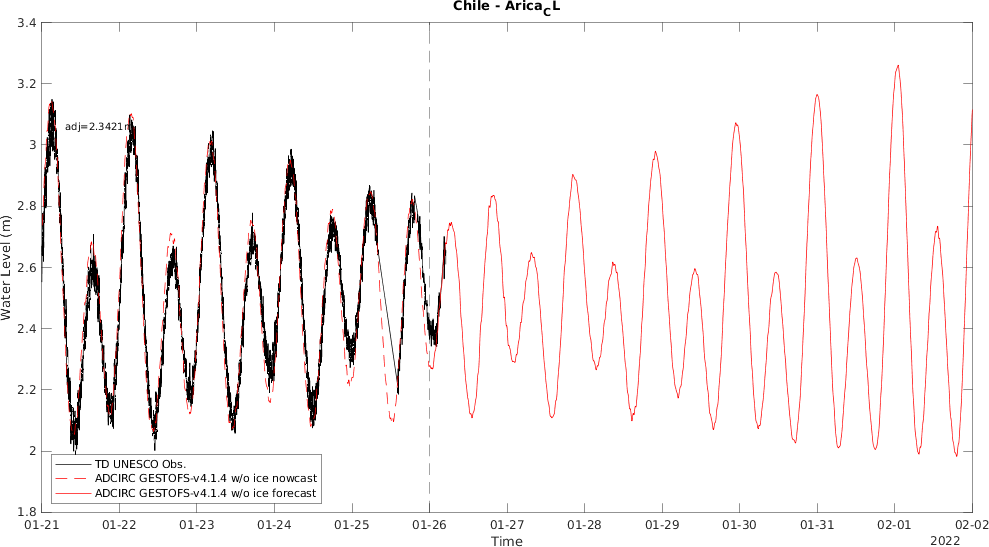 Chile - Arica_CL
3.4
3.2
3
2.8
2.6
2.4
2.2
2
1.8
Water Level (m)
adj=2.3421m
TD UNESCO Obs.
ADCIRC GESTOFS-v4.1.4 w/o ice nowcast
ADCIRC GESTOFS-v4.1.4 w/o ice forecast
01-21 01-22 01-23 01-24 01-25 01-26 01-27 01-28 01-29 01-30 01-31 02-01 02-02
Time
2022